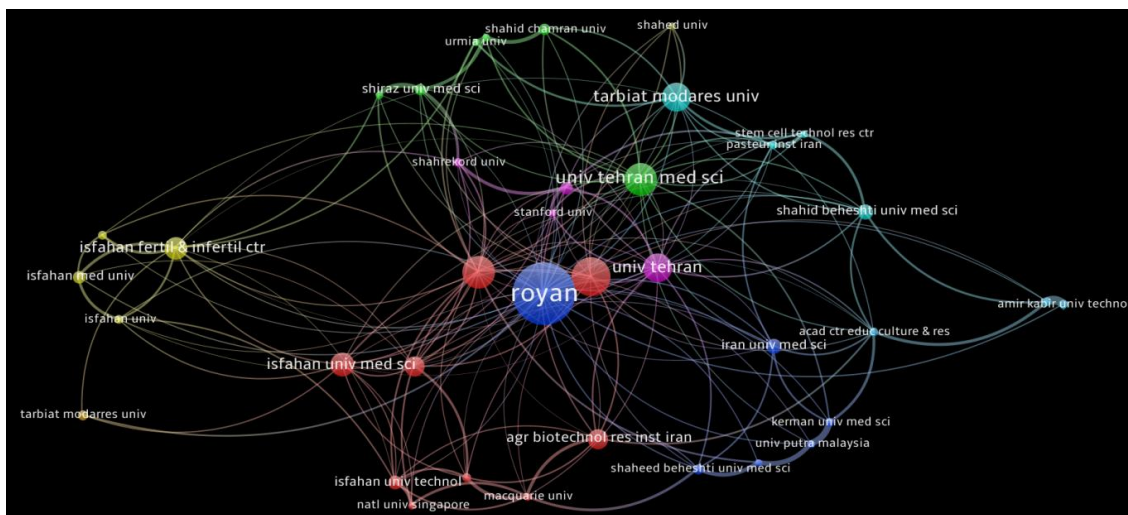 shahid chamran univ
shahed univ
urmia univ
shiraz univ med sci
tarbiat modares univ
stem cell technol res ctr
pasteur inst iran
shahrekord univ
univ tehran med sci
stanford univ
shahid beheshti univ med sci
isfahan fertil & infertil ctr
isfahan med univ
univ tehran
royan
amir kabir univ techno
isfahan univ
acad ctr educ culture & res
iran univ med sci
isfahan univ med sci
tarbiat modarres univ
kerman univ med sci
agr biotechnol res inst iran
univ putra malaysia
shaheed beheshti univ med sci
isfahan univ technol
macquarie univ
natl univ singapore